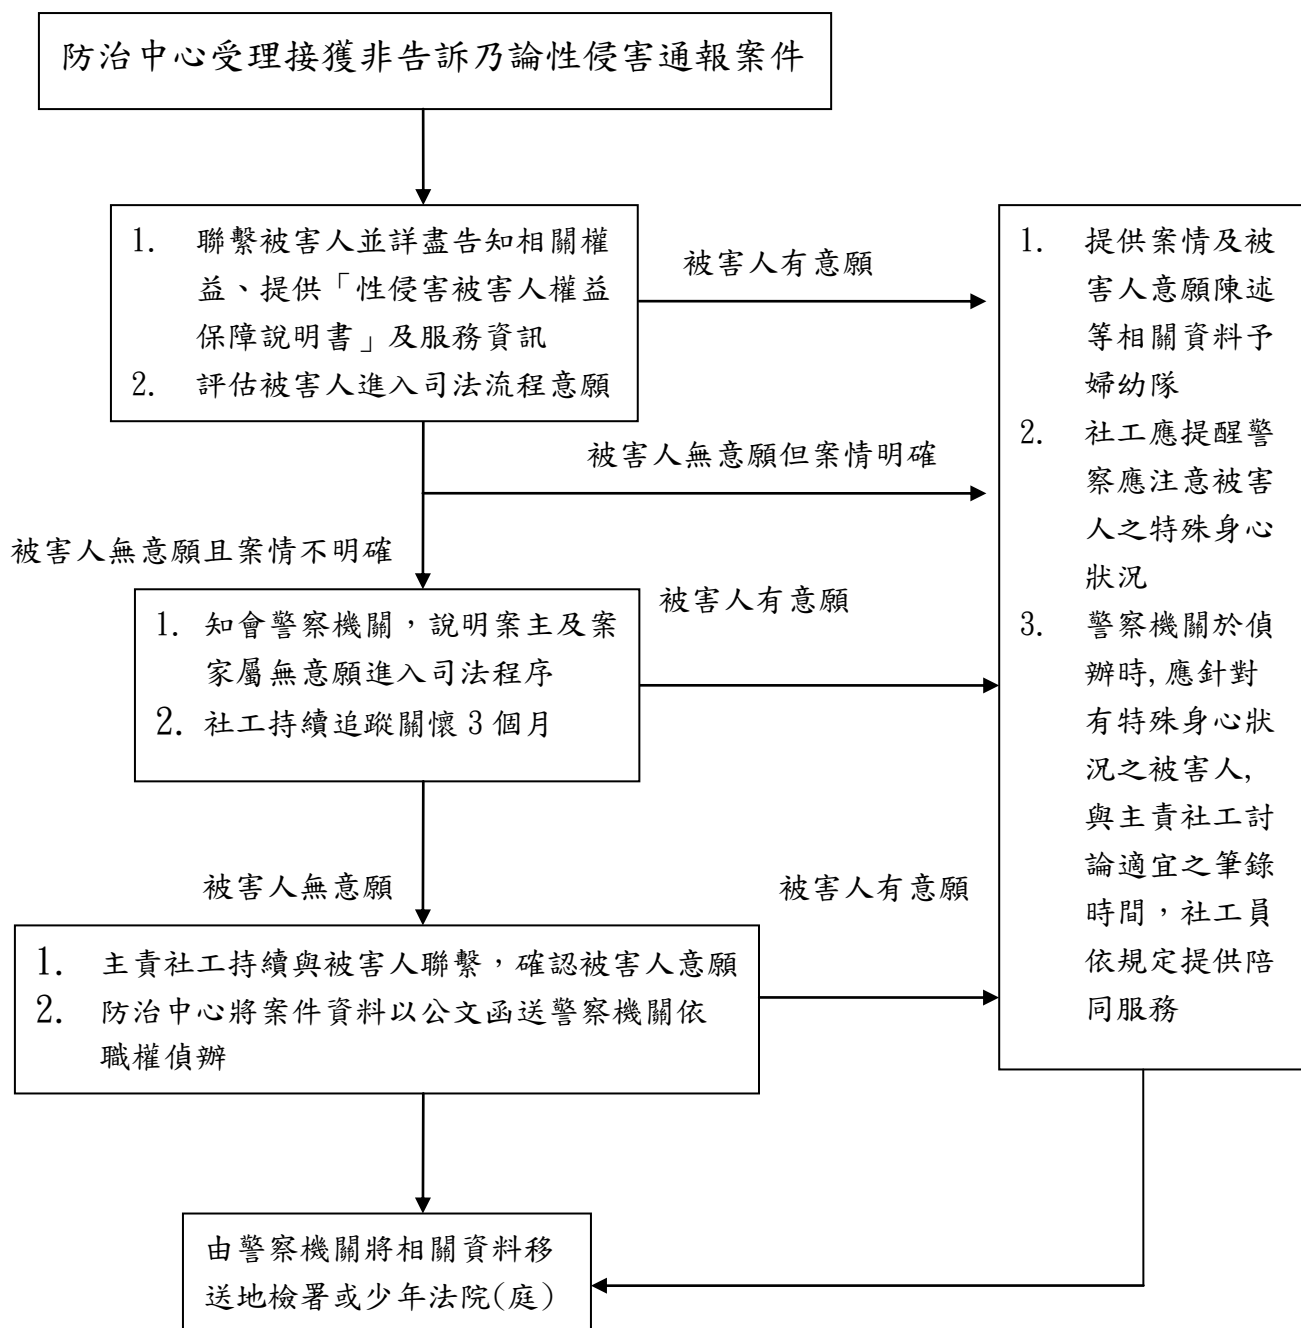 防治中心受理接獲非告訴乃論性侵害通報案件
1. 聯繫被害人並詳盡告知相關權
益、提供「性侵害被害人權益
保障說明書」及服務資訊
2. 評估被害人進入司法流程意願
被害人有意願
被害人無意願但案情明確
被害人無意願且案情不明確
1. 知會警察機關，說明案主及案
家屬無意願進入司法程序
2. 社工持續追蹤關懷 3 個月
被害人有意願
被害人無意願
被害人有意願
1. 主責社工持續與被害人聯繫，確認被害人意願
2. 防治中心將案件資料以公文函送警察機關依
職權偵辦
1. 提供案情及被
害人意願陳述
等相關資料予
婦幼隊
2. 社工應提醒警
察應注意被害
人之特殊身心
狀況
3. 警察機關於偵
辦時,應針對
有特殊身心狀
況之被害人,
與主責社工討
論適宜之筆錄
時間，社工員
依規定提供陪
同服務
由警察機關將相關資料移
送地檢署或少年法院(庭)